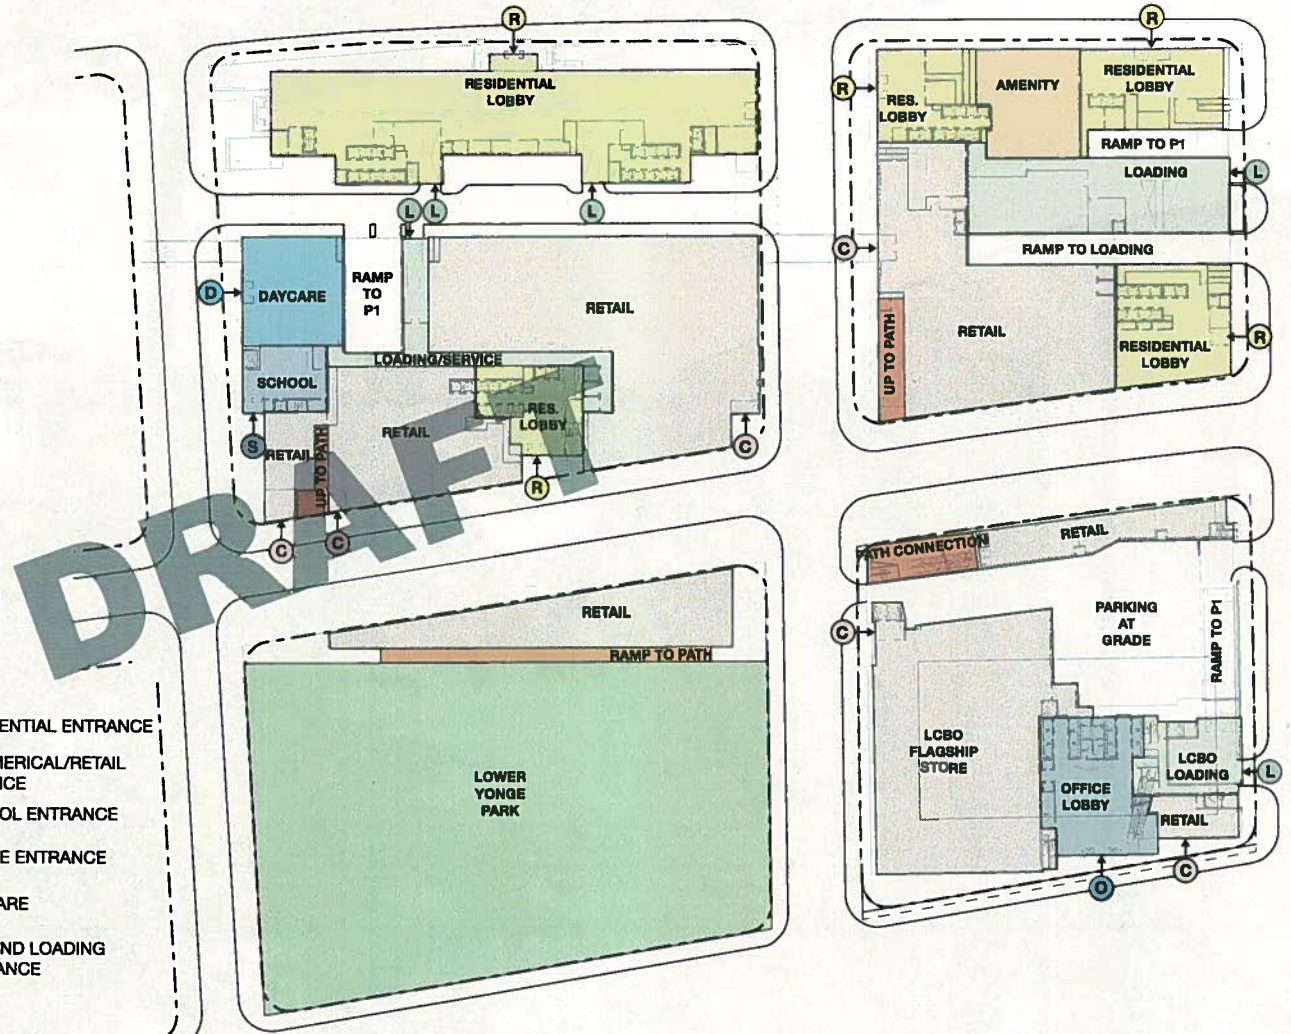 R
RESIDENTIAL
LOBBY
L
L
L
R
R
RES.
LOBBY
AMENITY
RESIDENTIAL
LOBBY
RAMP TO P1
LOADING
L
C
RAMP TO LOADING
UP TO PATH
RETAIL
RESIDENTIAL
LOBBY
R
D
DAYCARE
RAMP
TO
P1
RETAIL
LOADING/SERVICE
SCHOOL
S
RETAIL
UP TO PATH
RETAIL
RES.
LOBBY
R
C
C
C
DRAFT
PATH CONNECTION
RETAIL
PARKING
AT
GRADE
RAMP TO P1
C
LCBO
FLAGSHIP
STORE
OFFICE
LOBBY
LCBO
LOADING
L
RETAIL
O
C
RETAIL
RAMP TO PATH
LOWER
YONGE
PARK
ENTIAL ENTRANCE
MERICAL/RETAIL
NCE
OL ENTRANCE
E ENTRANCE
ARE
ND LOADING
ANCE